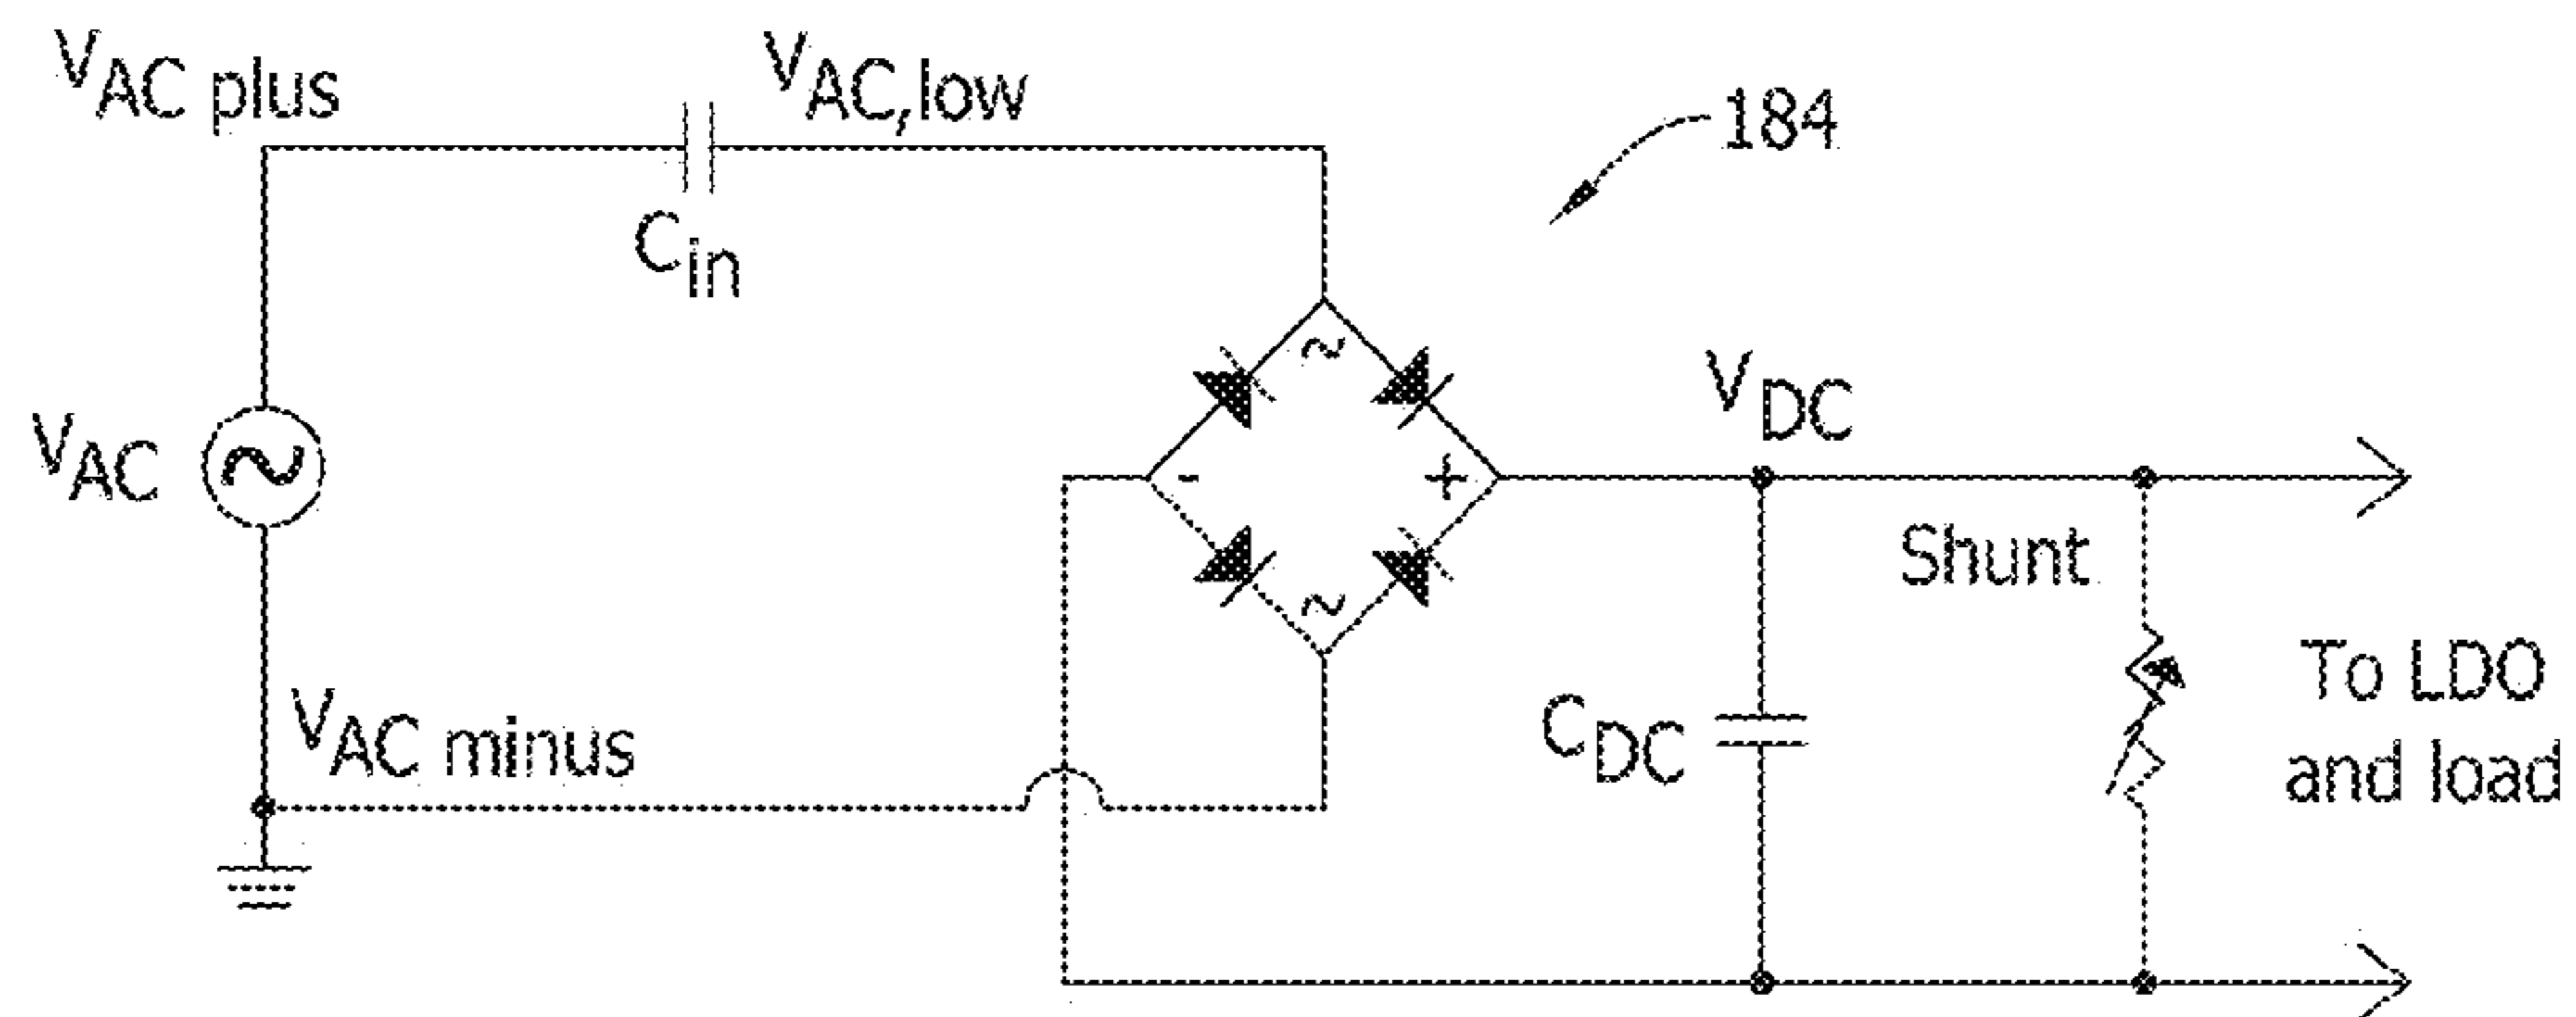 VAC plus
VAC,low
184
Cin
VAC
~
- +
~
VDC
Shunt
VAC minus
CDC
To LDO
and load